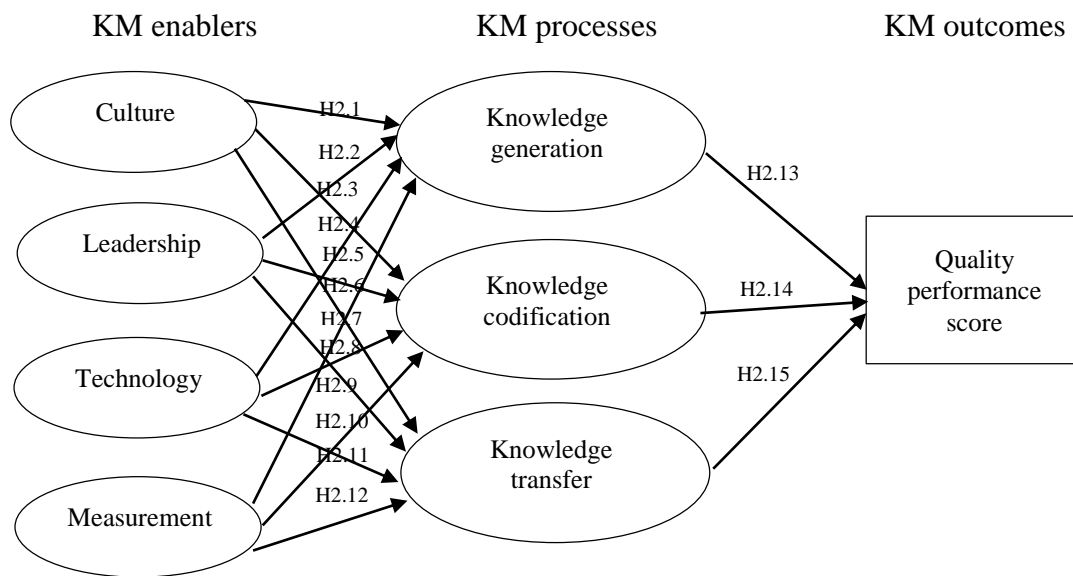 KM enablers
KM processes
KM outcomes
Culture
Leadership
Technology
Measurement
H2.1
H2.2
H2.3
H2.4
H2.5
H2.6
H2.7
H2.8
H2.9
H2.10
H2.11
H2.12
Knowledge
generation
Knowledge
codification
Knowledge
transfer
H2.13
H2.14
H2.15
Quality
performance
score